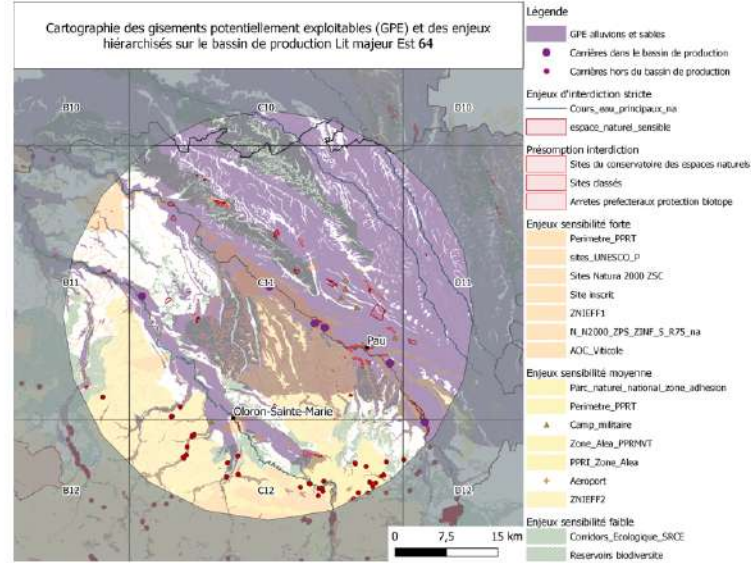 Cartographie des gisements potentiellement exploitables (GPE) et des enjeux
hiérarchisés sur le bassin de production Lit majeur Est 64
B10
C10
D10
B11
C11
D11
Pau
Oloron-Sainte-Marie
B12
C12
D12
0 7,5 15 km
Légende
GPE alluvions et sables
Carrières dans le bassin de production
Carrières hors du bassin de production
Enjeux d'interdiction stricte
Cours_eau_principaux_na
espace_naturel_sensible
Présomption interdiction
Sites du conservatoire des espaces naturels
Sites classés
Arretes prefecteraux protection biotope
Enjeux sensibilité forte
Perimetre_PPRT
sites_UNESCO_P
Sites Natura 2000 ZSC
Site inscrit
ZNIEFF1
N_N2000_ZPS_ZINF_S_R75_na
AOC_Viticole
Enjeux sensibilité moyenne
Parc_naturel_national_zone_adhesion
Perimetre_PPRT
Camp_militaire
Zone_Alea_PPRMVT
PPRI_Zone_Alea
Aeroport
ZNIEFF2
Enjeux sensibilité faible
Corridors_Ecologique_SRCE
Reservoirs biodiversite